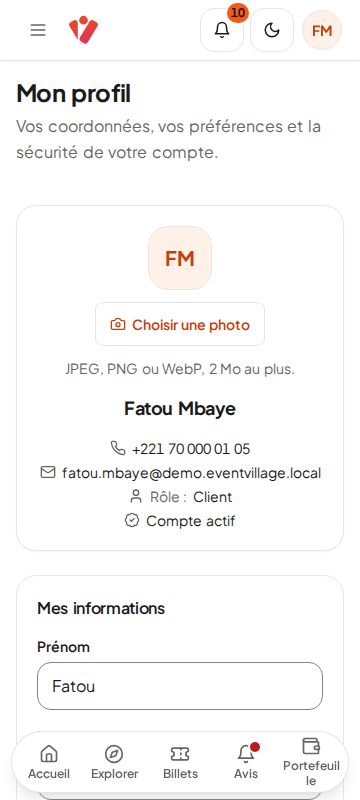 10
FM
Mon profil
Vos coordonnées, vos préférences et la
sécurité de votre compte.
FM
Choisir une photo
JPEG, PNG ou WebP, 2 Mo au plus.
Fatou Mbaye
+221 70 000 01 05
fatou.mbaye@demo.eventvillage.local
Rôle : Client
Compte actif
Mes informations
Prénom
Fatou
Accueil
Explorer
Billets
Avis
Portefeuil
le